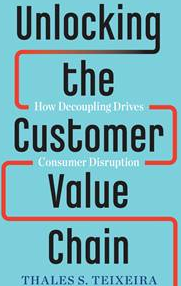 Unlocking
the
How Decoupling Drives
Customer
Consumer Disruption
Value
Chain
THALES S. TEIXEIRA